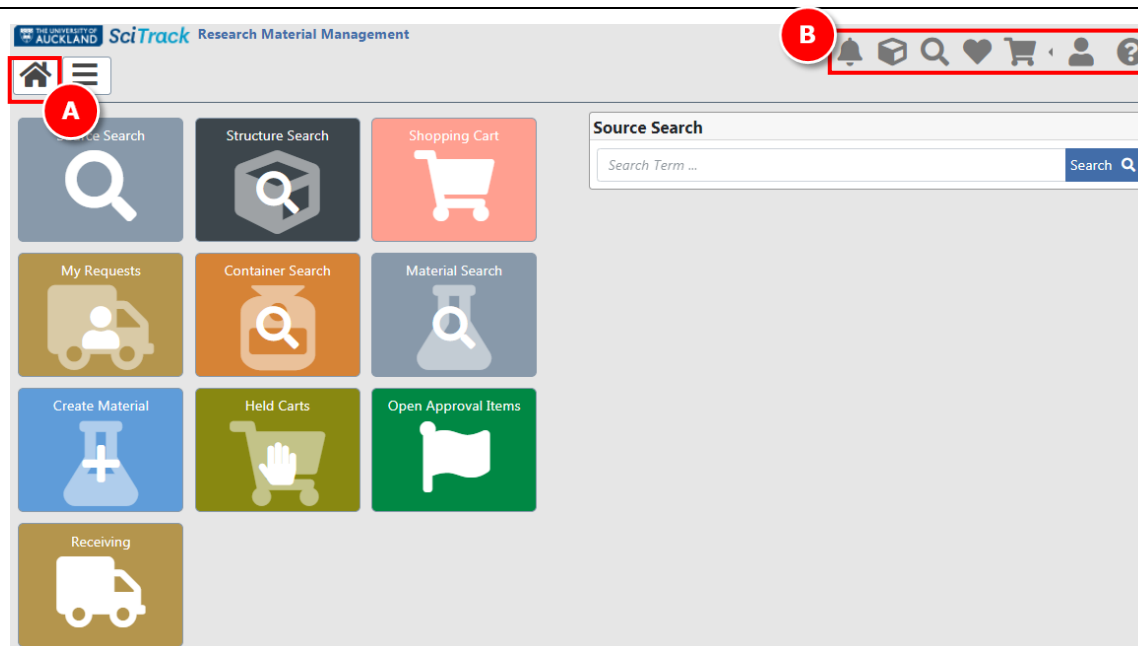 THE UNIVERSITY OF
AUCKLAND
SciTrack Research Material Management
B
A
Search
Structure Search
Shopping Cart
Source Search
Search Term ...
Search
My Requests
Container Search
Material Search
Create Material
Held Carts
Open Approval Items
Receiving